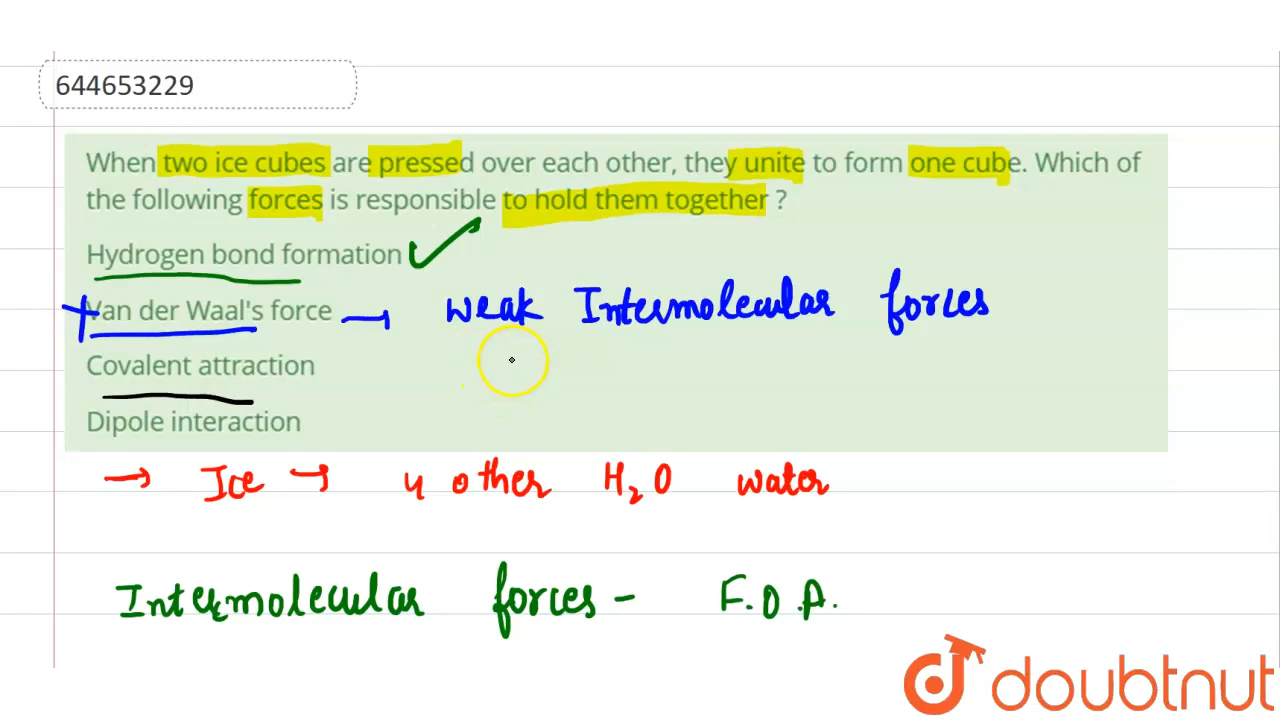 644653229
When two ice cubes are pressed over each other, they unite to form one cube. Which of
the following forces is responsible to hold them together ?
Hydrogen bond formation
Van der Waal's force → weak Intermolecular forces
Covalent attraction
Dipole interaction
→ Ice → 4 other H₂O water
Intermolecular forces - F.O.A.
doubtnut